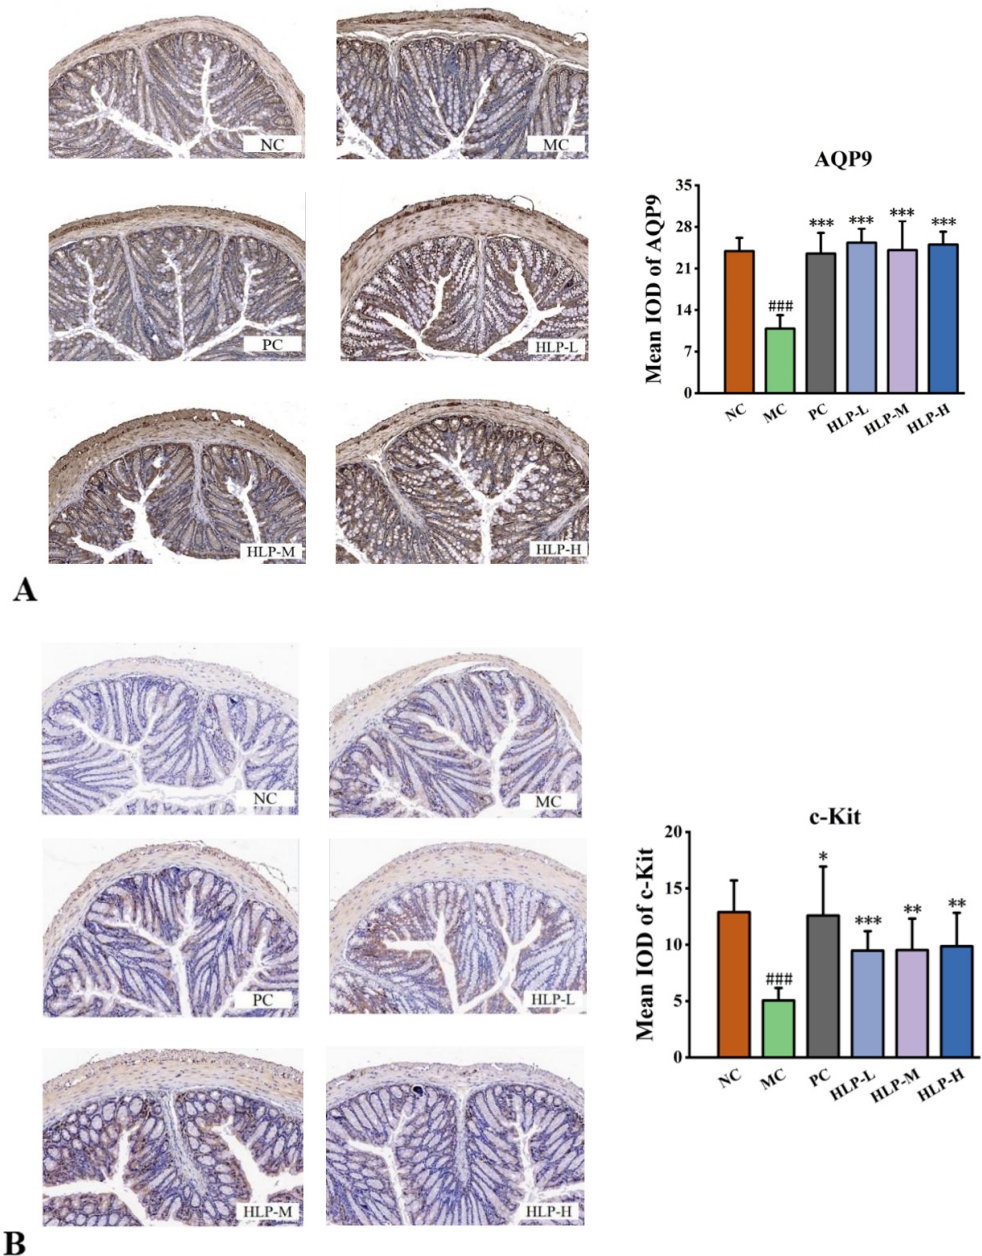 NC
MC
PC
HLP-L
HLP-M
HLP-H
AQP9
Mean IOD of AQP9
35
28
21
14
7
0
###
***
***
***
***
NC
MC
PC
HLP-L
HLP-M
HLP-H
A
NC
MC
PC
HLP-L
HLP-M
HLP-H
c-Kit
Mean IOD of c-Kit
20
15
10
5
0
###
*
***
**
**
NC
MC
PC
HLP-L
HLP-M
HLP-H
B